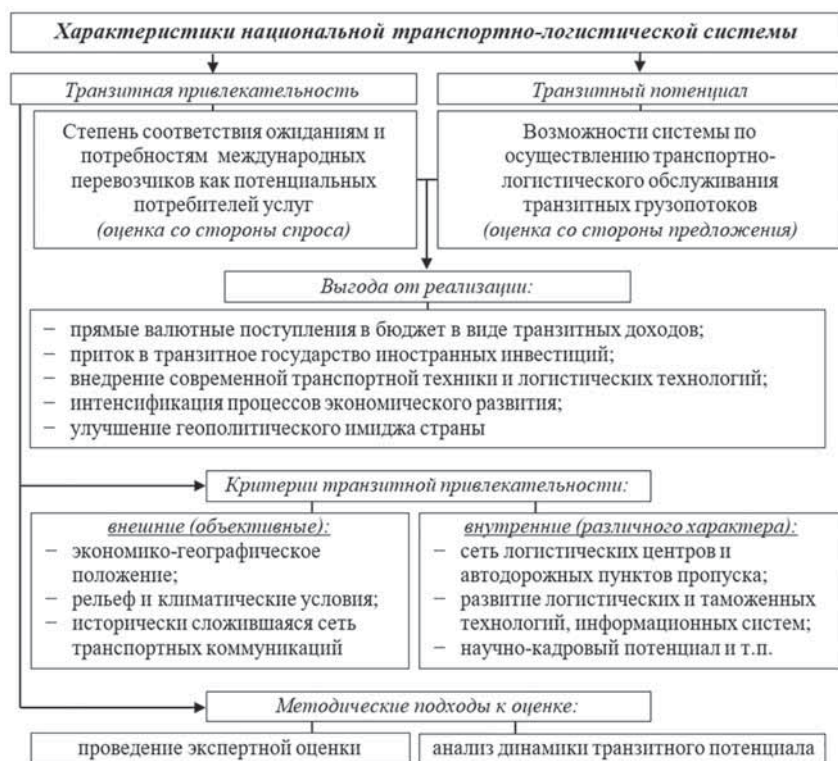 Характеристики национальной транспортно-логистической системы
Транзитная привлекательность
Степень соответствия ожиданиям и
потребностям международных
перевозчиков как потенциальных
потребителей услуг
(оценка со стороны спроса)
Транзитный потенциал
Возможности системы по
осуществлению транспортно-
логистического обслуживания
транзитных грузопотоков
(оценка со стороны предложения)
Выгода от реализации:
− прямые валютные поступления в бюджет в виде транзитных доходов;
− приток в транзитное государство иностранных инвестиций;
− внедрение современной транспортной техники и логистических технологий;
− интенсификация процессов экономического развития;
− улучшение геополитического имиджа страны
Критерии транзитной привлекательности:
внешние (объективные):
− экономико-географическое
положение;
− рельеф и климатические условия;
− исторически сложившаяся сеть
транспортных коммуникаций
внутренние (различного характера):
− сеть логистических центров и
автодорожных пунктов пропуска;
− развитие логистических и таможенных
технологий, информационных систем;
− научно-кадровый потенциал и т.п.
Методические подходы к оценке:
проведение экспертной оценки
анализ динамики транзитного потенциала